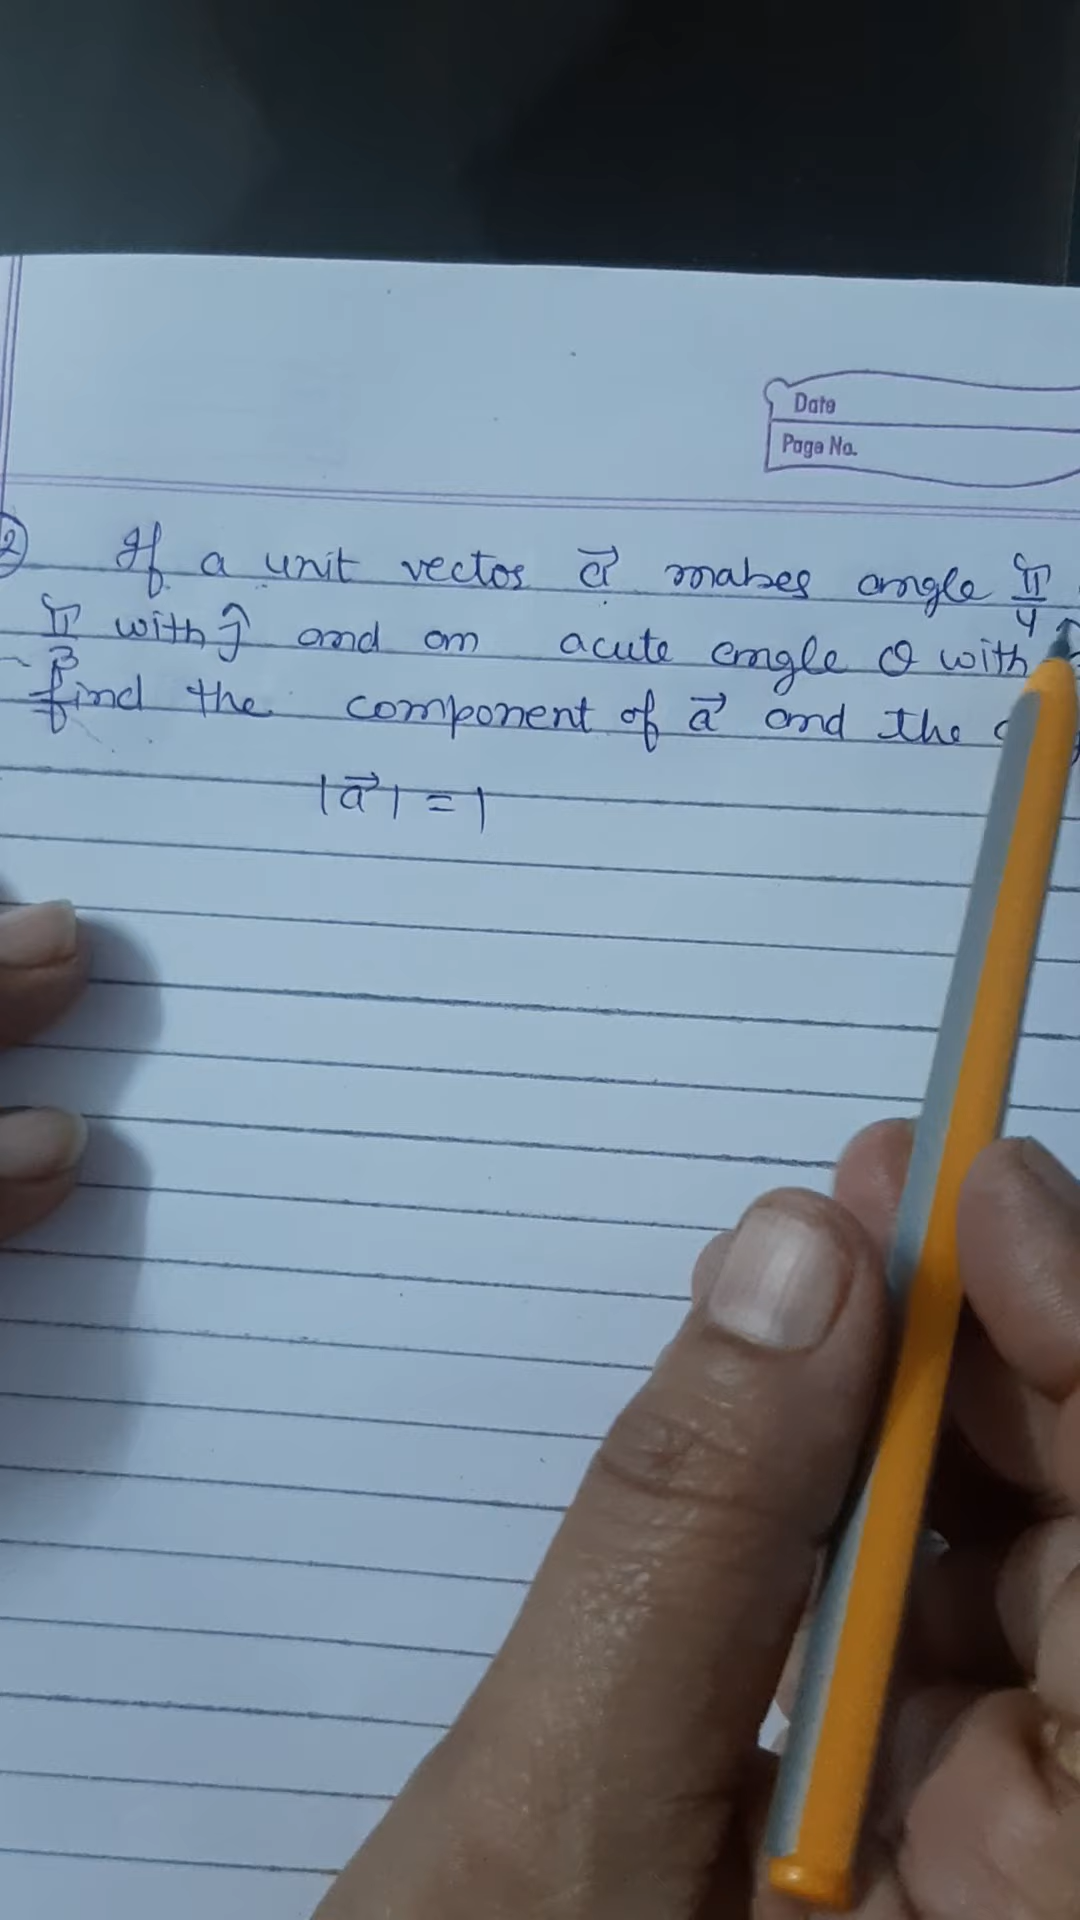 Date
Page No.
2 If a unit vector a⃗ makes angle π/4
π/3 with ĵ and an acute angle θ with
find the component of a⃗ and the
|a⃗| = 1